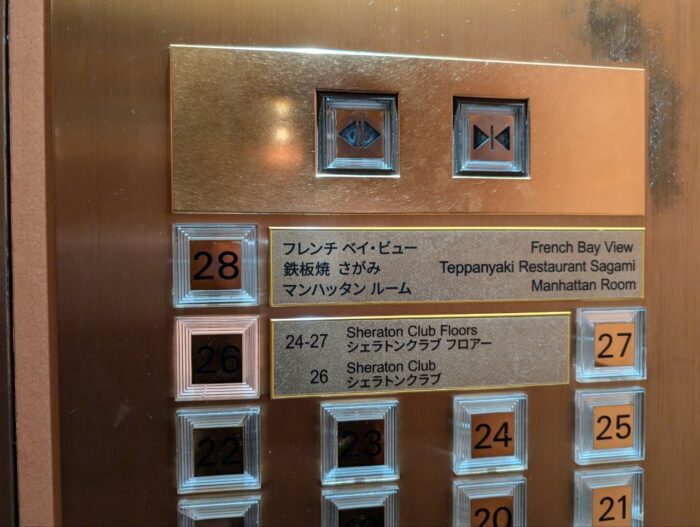 28
フレンチ ベイ・ビュー French Bay View
鉄板焼 さがみ Teppanyaki Restaurant Sagami
マンハッタン ルーム Manhattan Room
26
24-27 Sheraton Club Floors
シェラトンクラブ フロアー
26 Sheraton Club
シェラトンクラブ
27
22 23 24 25
20 21